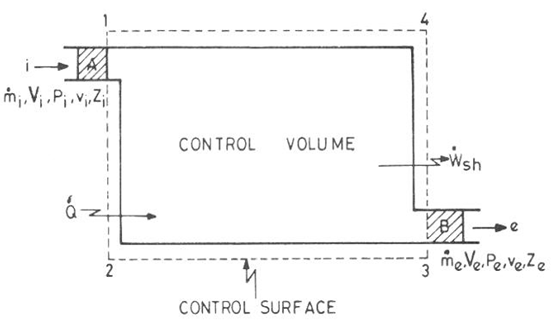 1 4
i A
ṁi, Vi, Pi, vi, Zi
CONTROL VOLUME
Ẇsh
Q̇
B e
2 3
ṁe, Ve, Pe, ve, Ze
CONTROL SURFACE